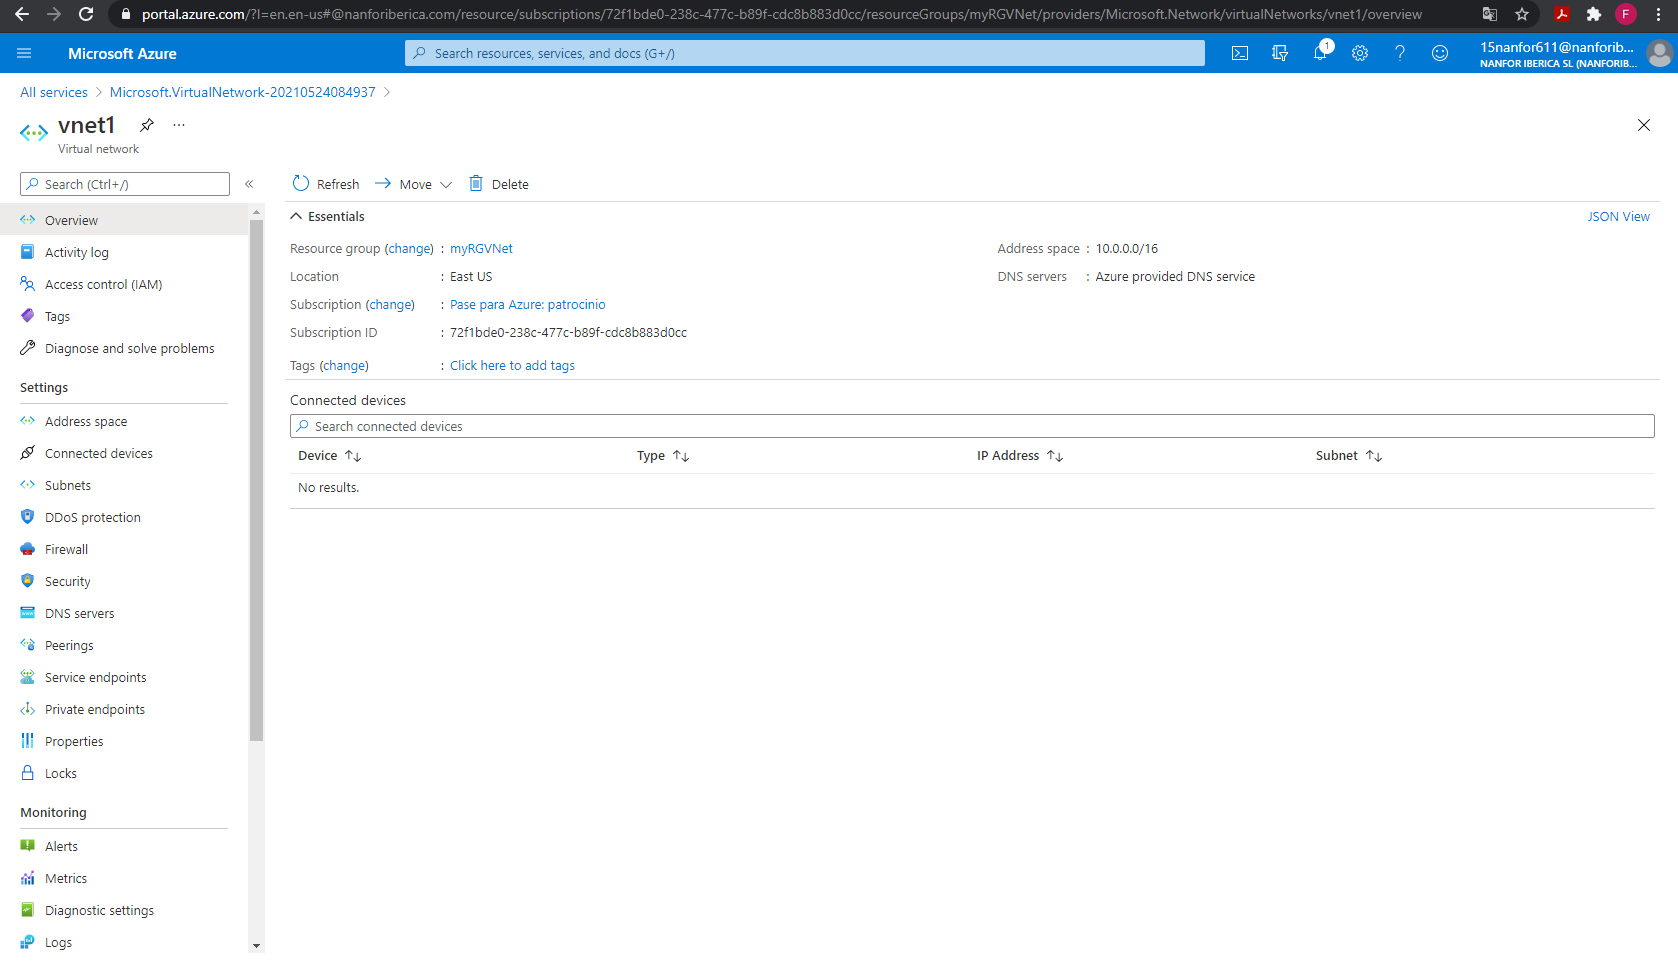 portal.azure.com/?l=en.en-us#@nanforiberica.com/resource/subscriptions/72f1bde0-238c-477c-b89f-cdc8b883d0cc/resourceGroups/myRGVNet/providers/Microsoft.Network/virtualNetworks/vnet1/overview
F
Microsoft Azure
Search resources, services, and docs (G+/)
1
15nanfor611@nanforib...
NANFOR IBERICA SL (NANFORIB...
All services > Microsoft.VirtualNetwork-20210524084937 >
vnet1
...
Virtual network
Search (Ctrl+/)
«
Overview
Activity log
Access control (IAM)
Tags
Diagnose and solve problems
Settings
Address space
Connected devices
Subnets
DDoS protection
Firewall
Security
DNS servers
Peerings
Service endpoints
Private endpoints
Properties
Locks
Monitoring
Alerts
Metrics
Diagnostic settings
Logs
Refresh
Move
Delete
Essentials
JSON View
Resource group (change) : myRGVNet
Location : East US
Subscription (change) : Pase para Azure: patrocinio
Subscription ID : 72f1bde0-238c-477c-b89f-cdc8b883d0cc
Tags (change) : Click here to add tags
Address space : 10.0.0.0/16
DNS servers : Azure provided DNS service
Connected devices
Search connected devices
Device ↑↓ Type ↑↓ IP Address ↑↓ Subnet ↑↓
No results.